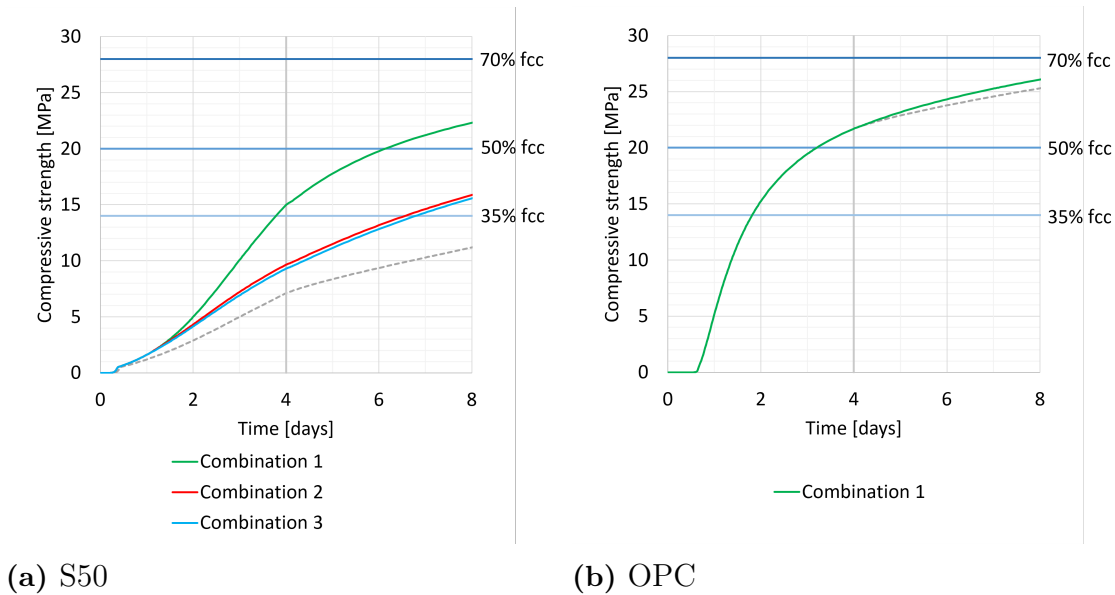 30
25
20
15
10
5
0
Compressive strength [MPa]
70% fcc
50% fcc
35% fcc
0 2 4 6 8
Time [days]
Combination 1
Combination 2
Combination 3
(a) S50
30
25
20
15
10
5
0
Compressive strength [MPa]
70% fcc
50% fcc
35% fcc
0 2 4 6 8
Time [days]
Combination 1
(b) OPC